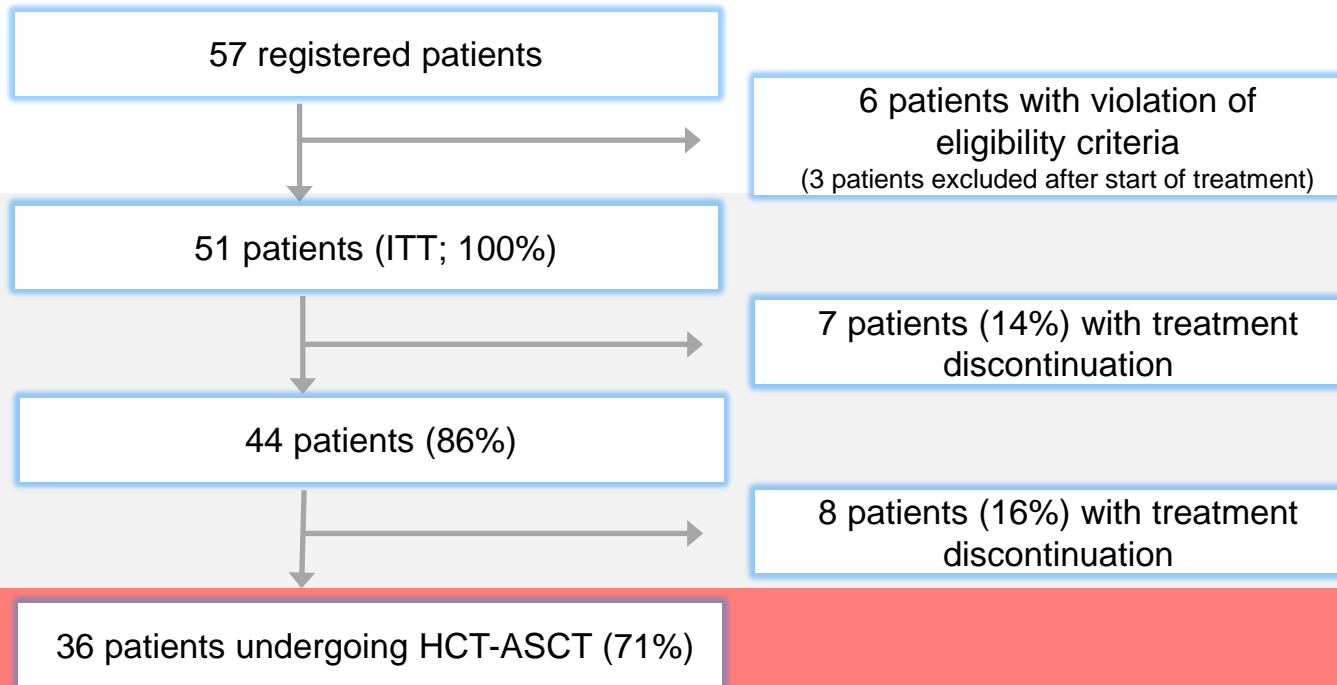 57 registered patients
6 patients with violation of
eligibility criteria
(3 patients excluded after start of treatment)
51 patients (ITT; 100%)
7 patients (14%) with treatment
discontinuation
44 patients (86%)
8 patients (16%) with treatment
discontinuation
36 patients undergoing HCT-ASCT (71%)